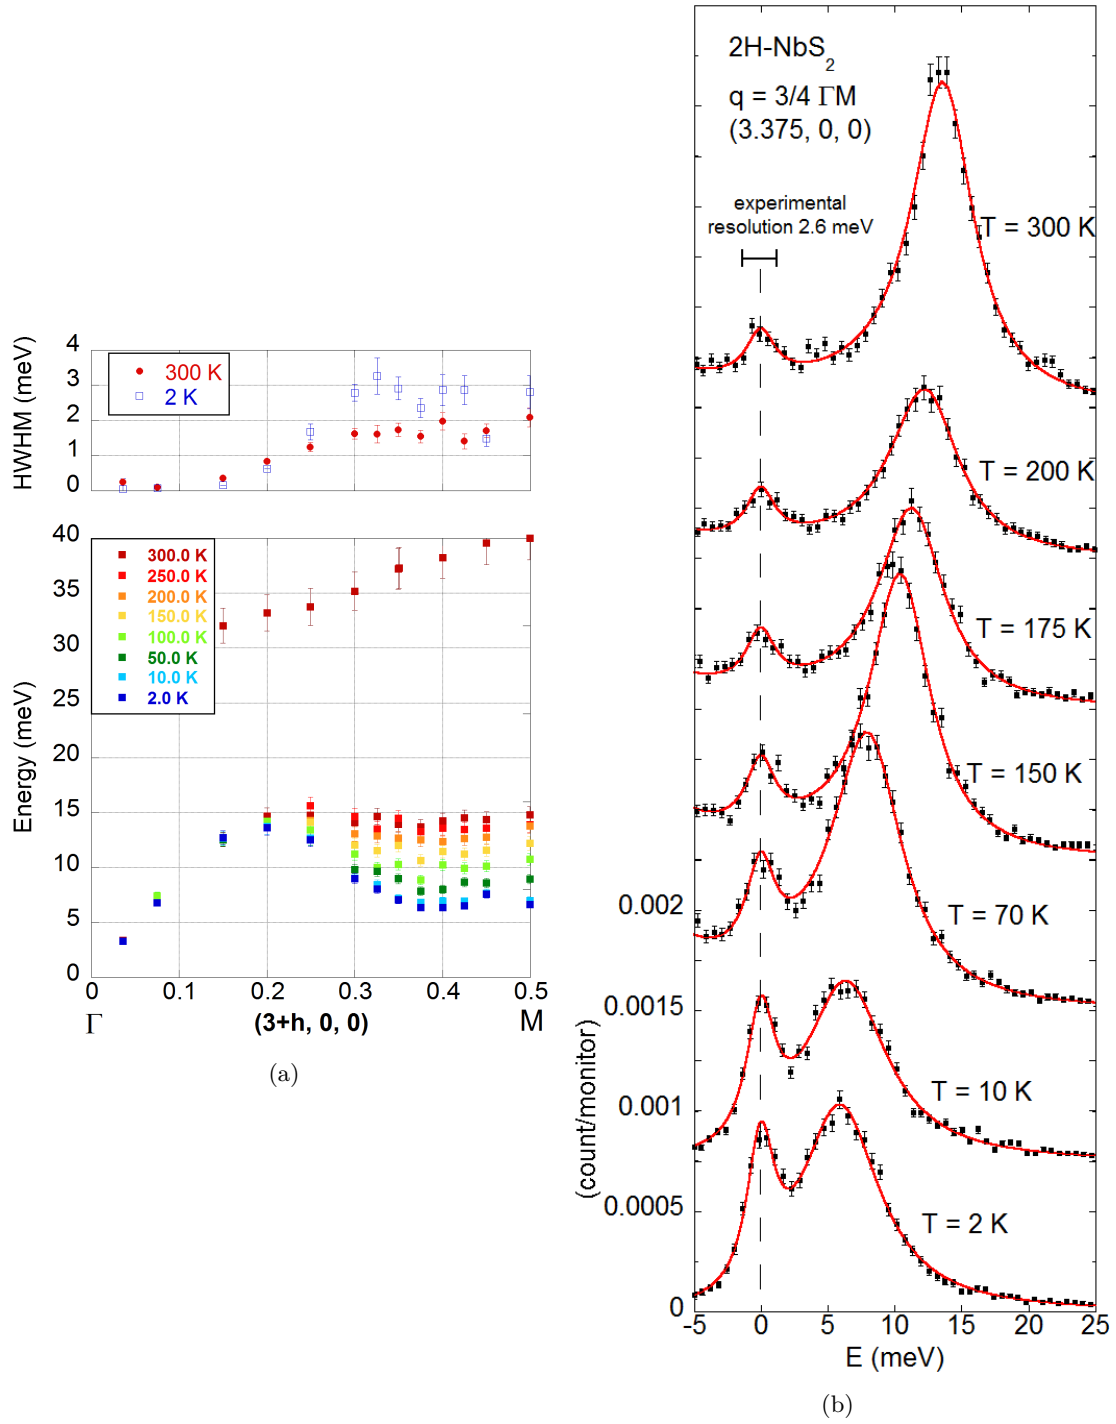 4
3
2
1
0
HWHM (meV)
300 K
2 K
40
35
30
25
20
15
10
5
0
Energy (meV)
300.0 K
250.0 K
200.0 K
150.0 K
100.0 K
50.0 K
10.0 K
2.0 K
0 0.1 0.2 0.3 0.4 0.5
Γ (3+h, 0, 0) M
(a)
2H-NbS2
q = 3/4 ΓM
(3.375, 0, 0)
experimental
resolution 2.6 meV
T = 300 K
T = 200 K
T = 175 K
T = 150 K
T = 70 K
T = 10 K
T = 2 K
0.002
0.0015
0.001
0.0005
0
(count/monitor)
-5 0 5 10 15 20 25
E (meV)
(b)